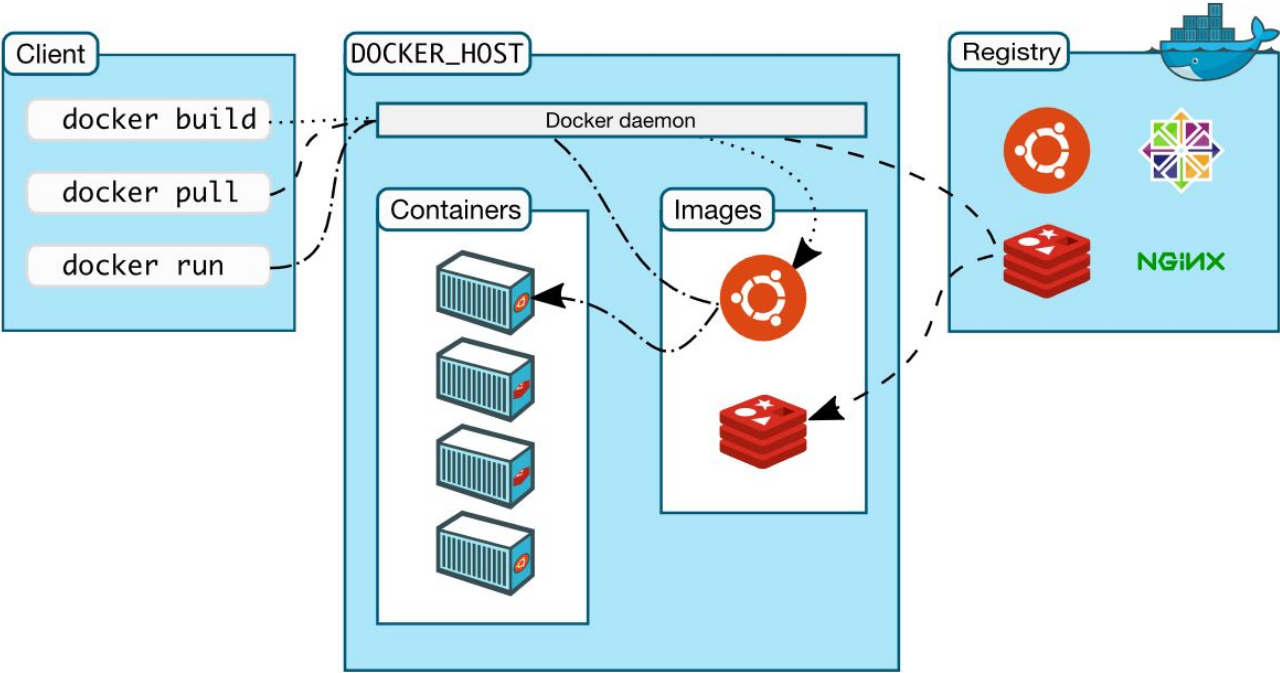 Client
docker build
docker pull
docker run
DOCKER_HOST
Docker daemon
Containers
Images
Registry
NGINX